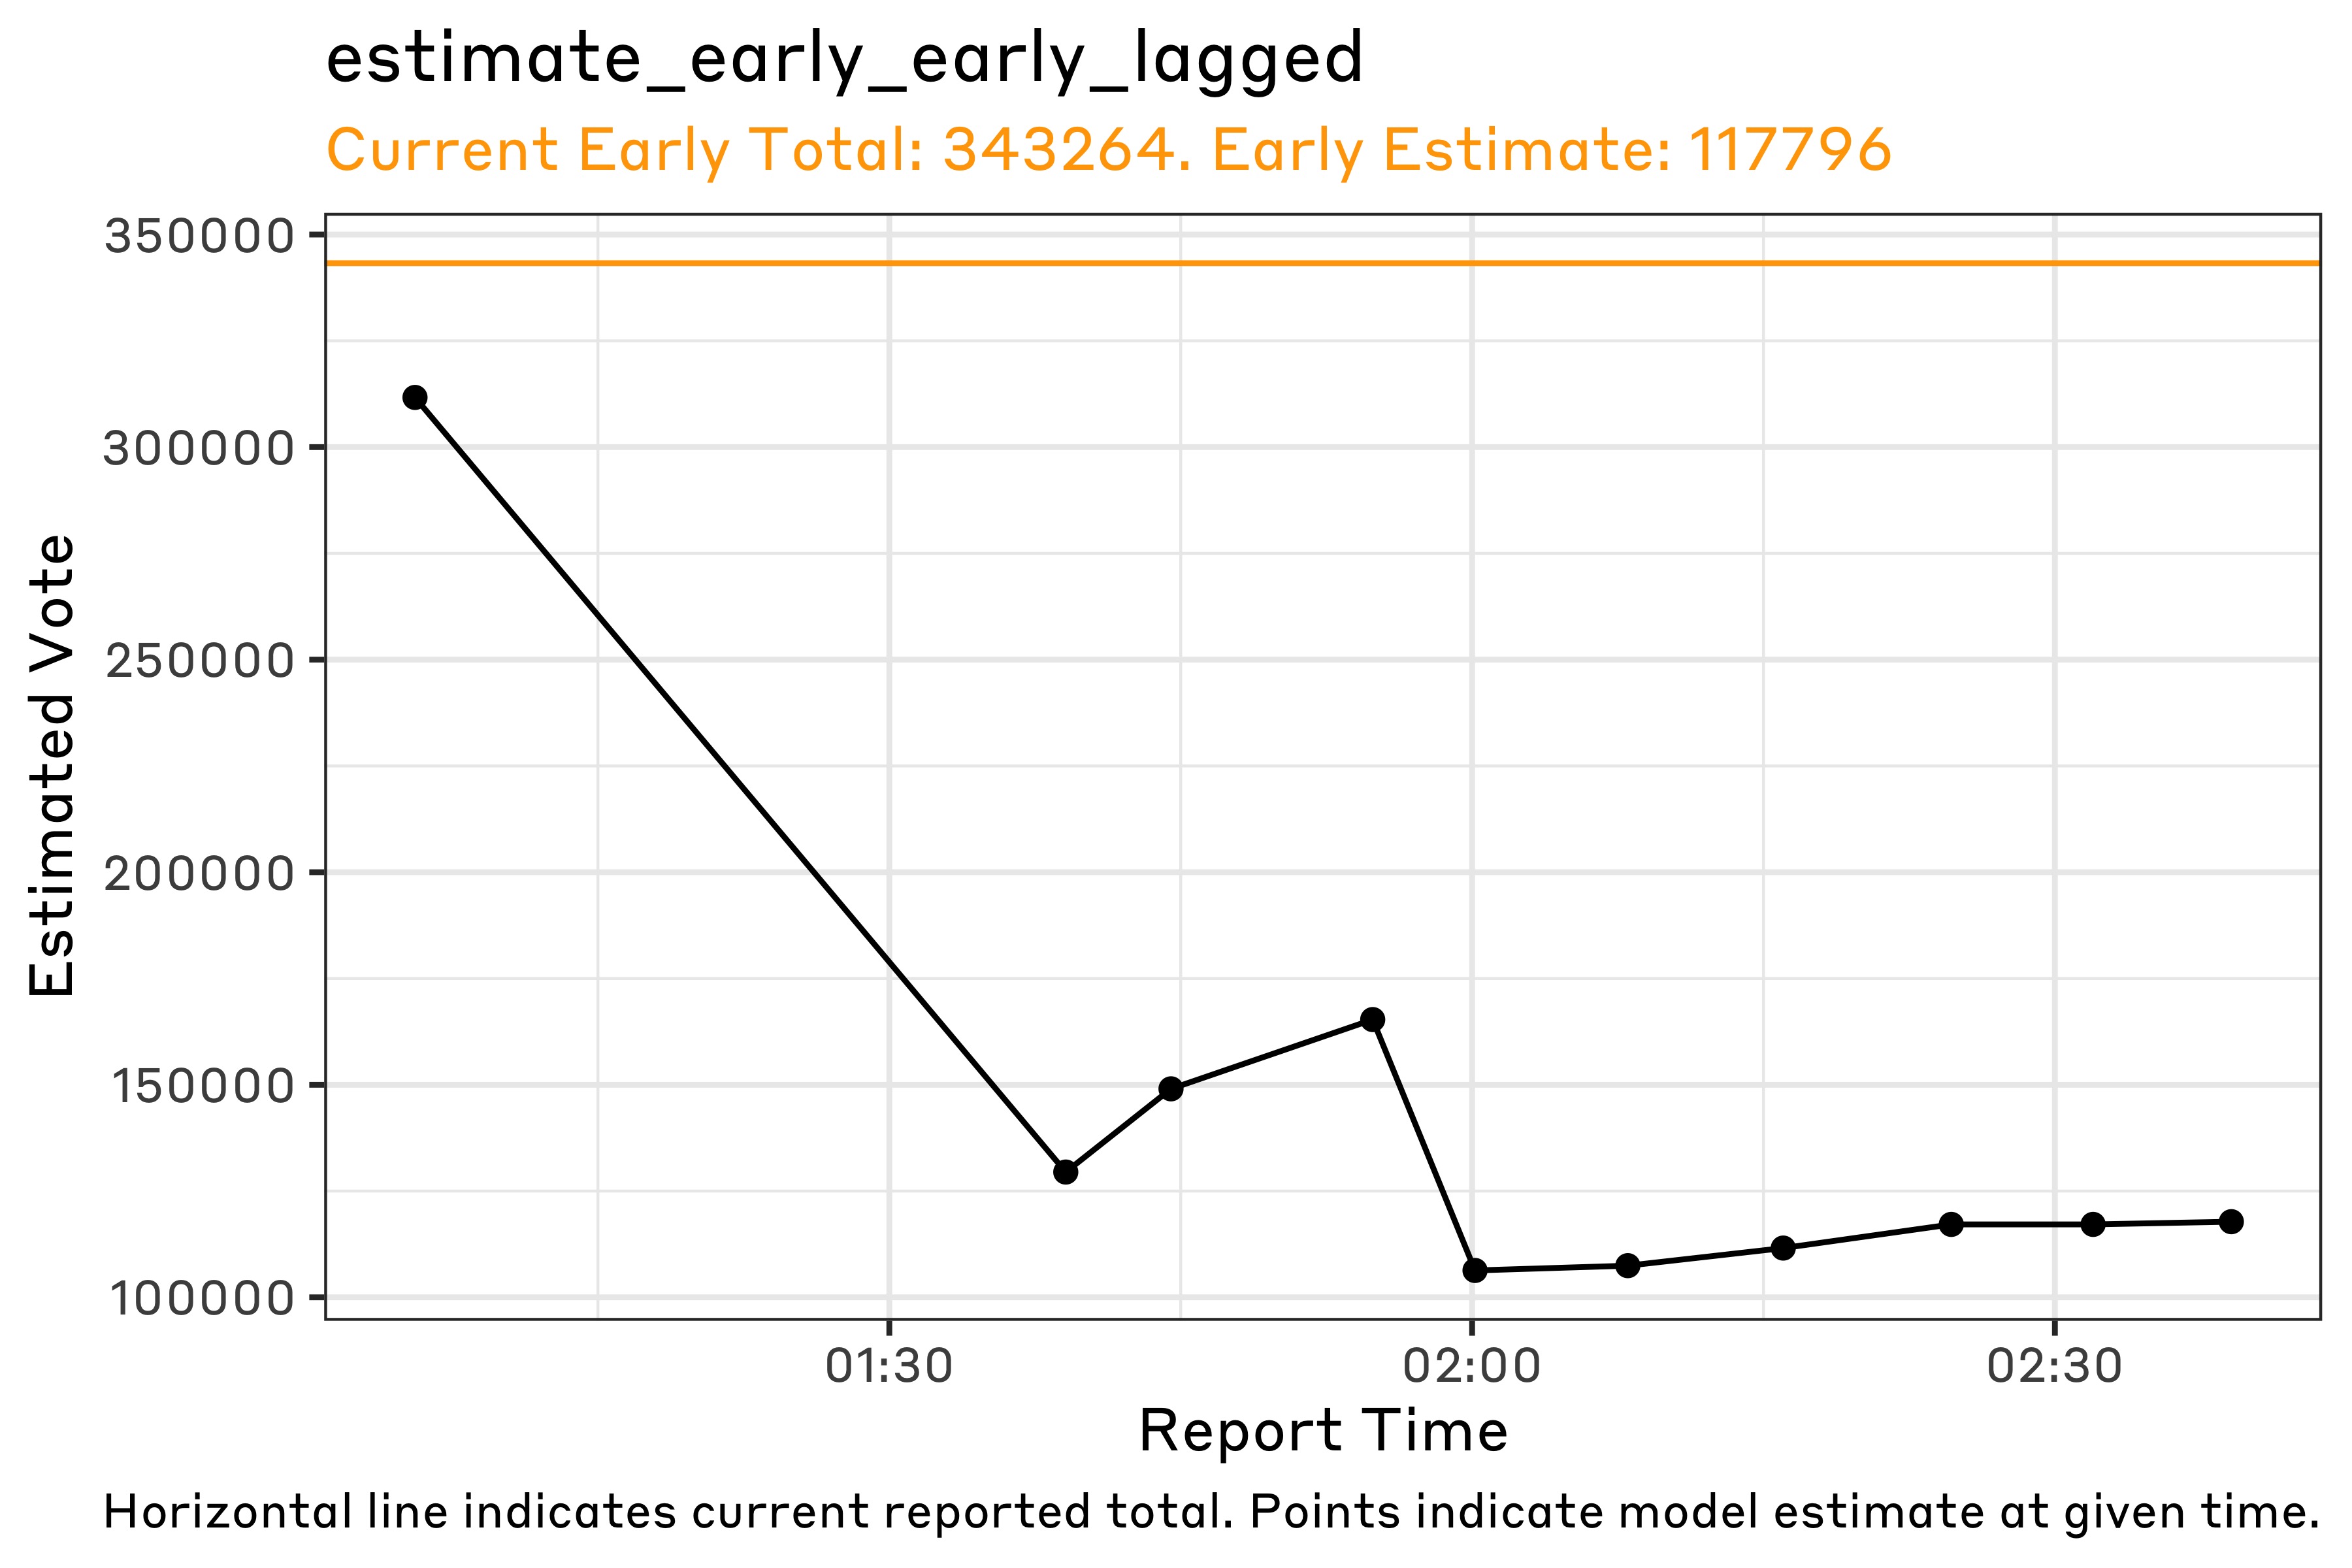 estimate_early_early_lagged
Current Early Total: 343264. Early Estimate: 117796
350000
300000
250000
200000
150000
100000
Estimated Vote
01:30
02:00
02:30
Report Time
Horizontal line indicates current reported total. Points indicate model estimate at given time.